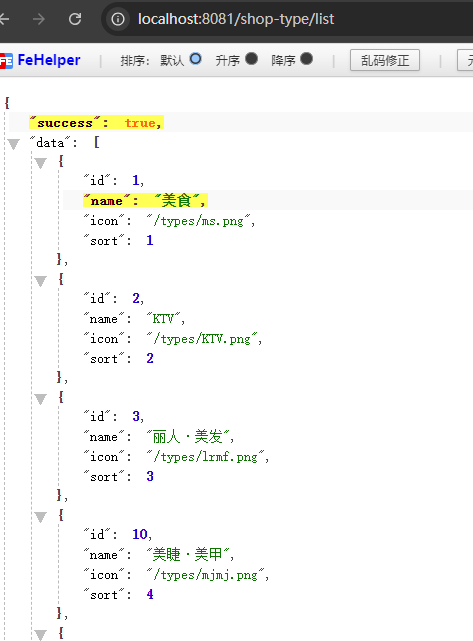 localhost:8081/shop-type/list
FeHelper | 排序: 默认 升序 降序 | 乱码修正 |
{
"success": true,
"data": [
{
"id": 1,
"name": "美食",
"icon": "/types/ms.png",
"sort": 1
},
{
"id": 2,
"name": "KTV",
"icon": "/types/KTV.png",
"sort": 2
},
{
"id": 3,
"name": "丽人·美发",
"icon": "/types/lrmf.png",
"sort": 3
},
{
"id": 10,
"name": "美睫·美甲",
"icon": "/types/mjmj.png",
"sort": 4
},
{